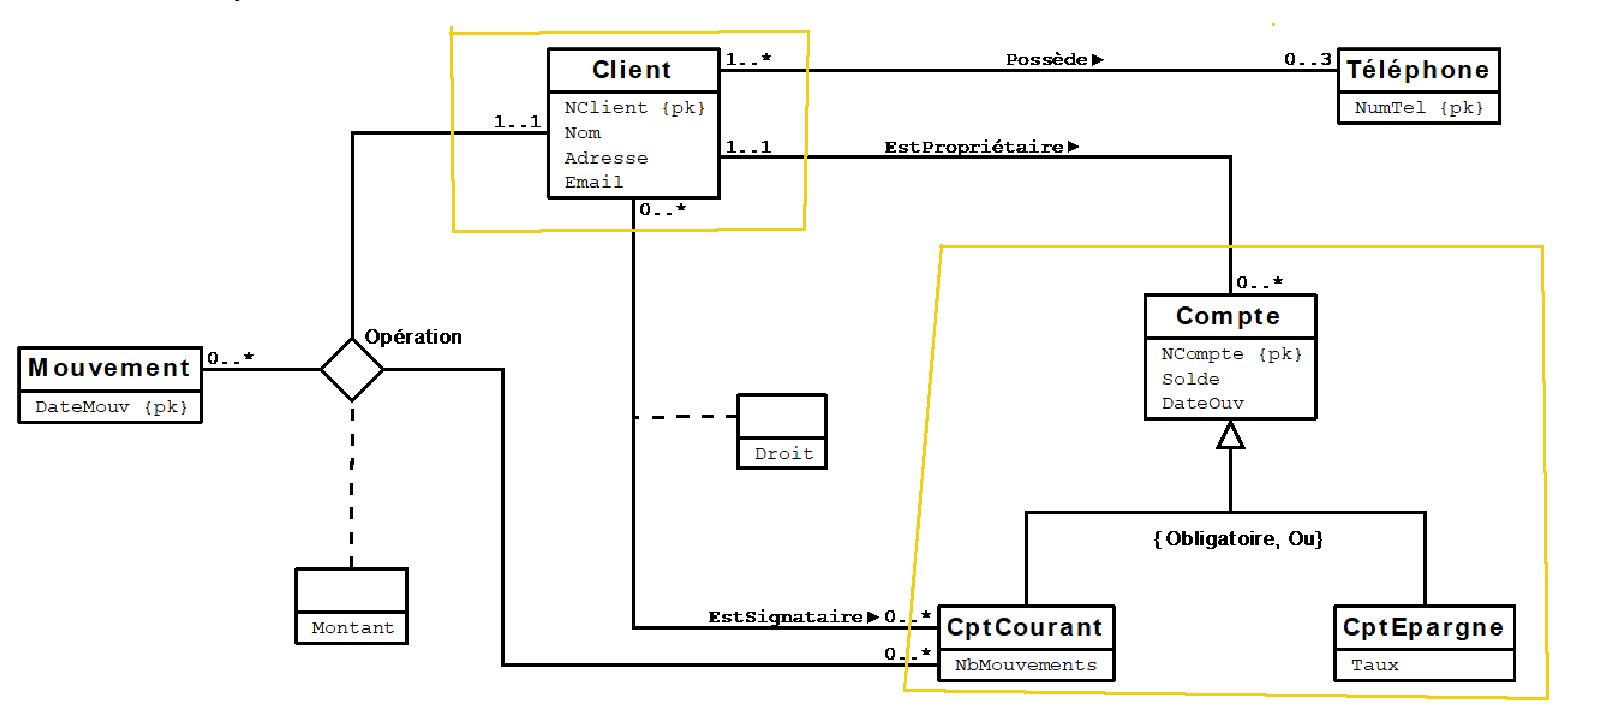 Client
NClient {pk}
Nom
Adresse
Email
1..*
Possède
0..3
Téléphone
NumTel {pk}
1..1
1..1
EstPropriétaire
0..*
0..*
Compte
NCompte {pk}
Solde
DateOuv
Opération
Mouvement
DateMouv {pk}
0..*
Droit
{Obligatoire, Ou}
Montant
EstSignataire
0..*
0..*
CptCourant
NbMouvements
CptEpargne
Taux